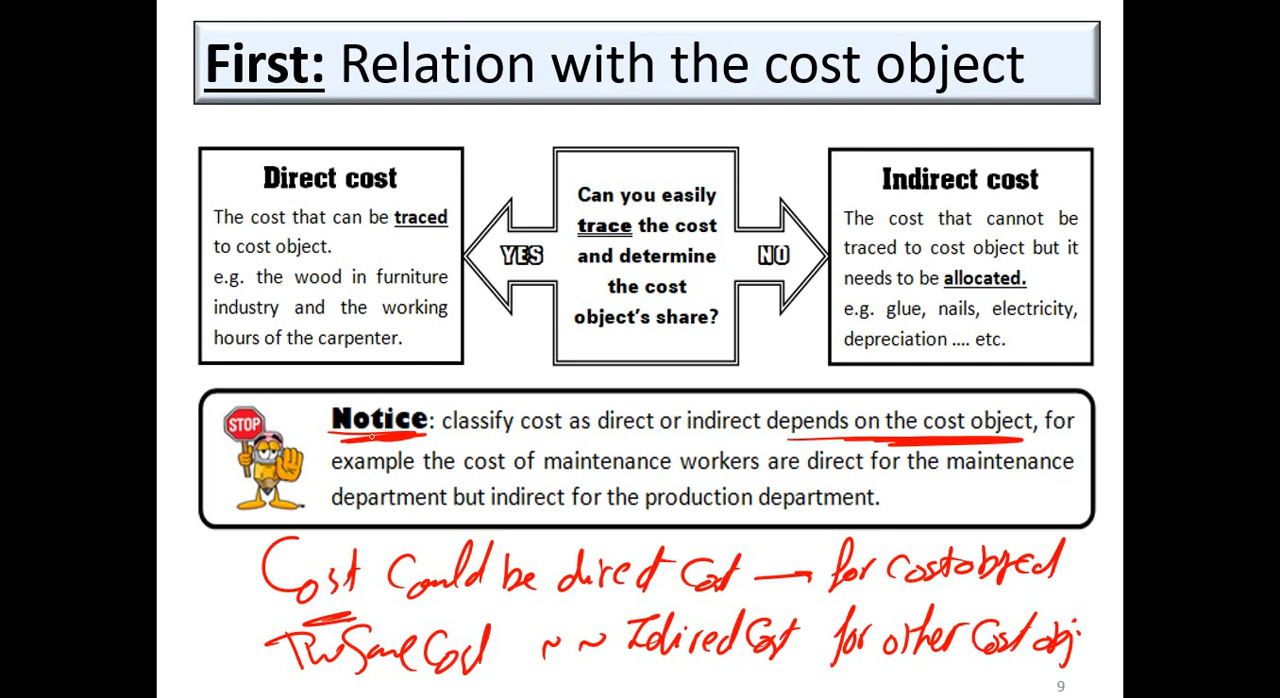 First: Relation with the cost object
Direct cost
The cost that can be traced
to cost object.
e.g. the wood in furniture
industry and the working
hours of the carpenter.
YES
Can you easily
trace the cost
and determine
the cost
object's share?
NO
Indirect cost
The cost that cannot be
traced to cost object but it
needs to be allocated.
e.g. glue, nails, electricity,
depreciation .... etc.
STOP
Notice: classify cost as direct or indirect depends on the cost object, for
example the cost of maintenance workers are direct for the maintenance
department but indirect for the production department.
Cost Could be direct Cost — for cost object
The Same Cost ~ ~ Idirect Cost for other Cost obj.
9